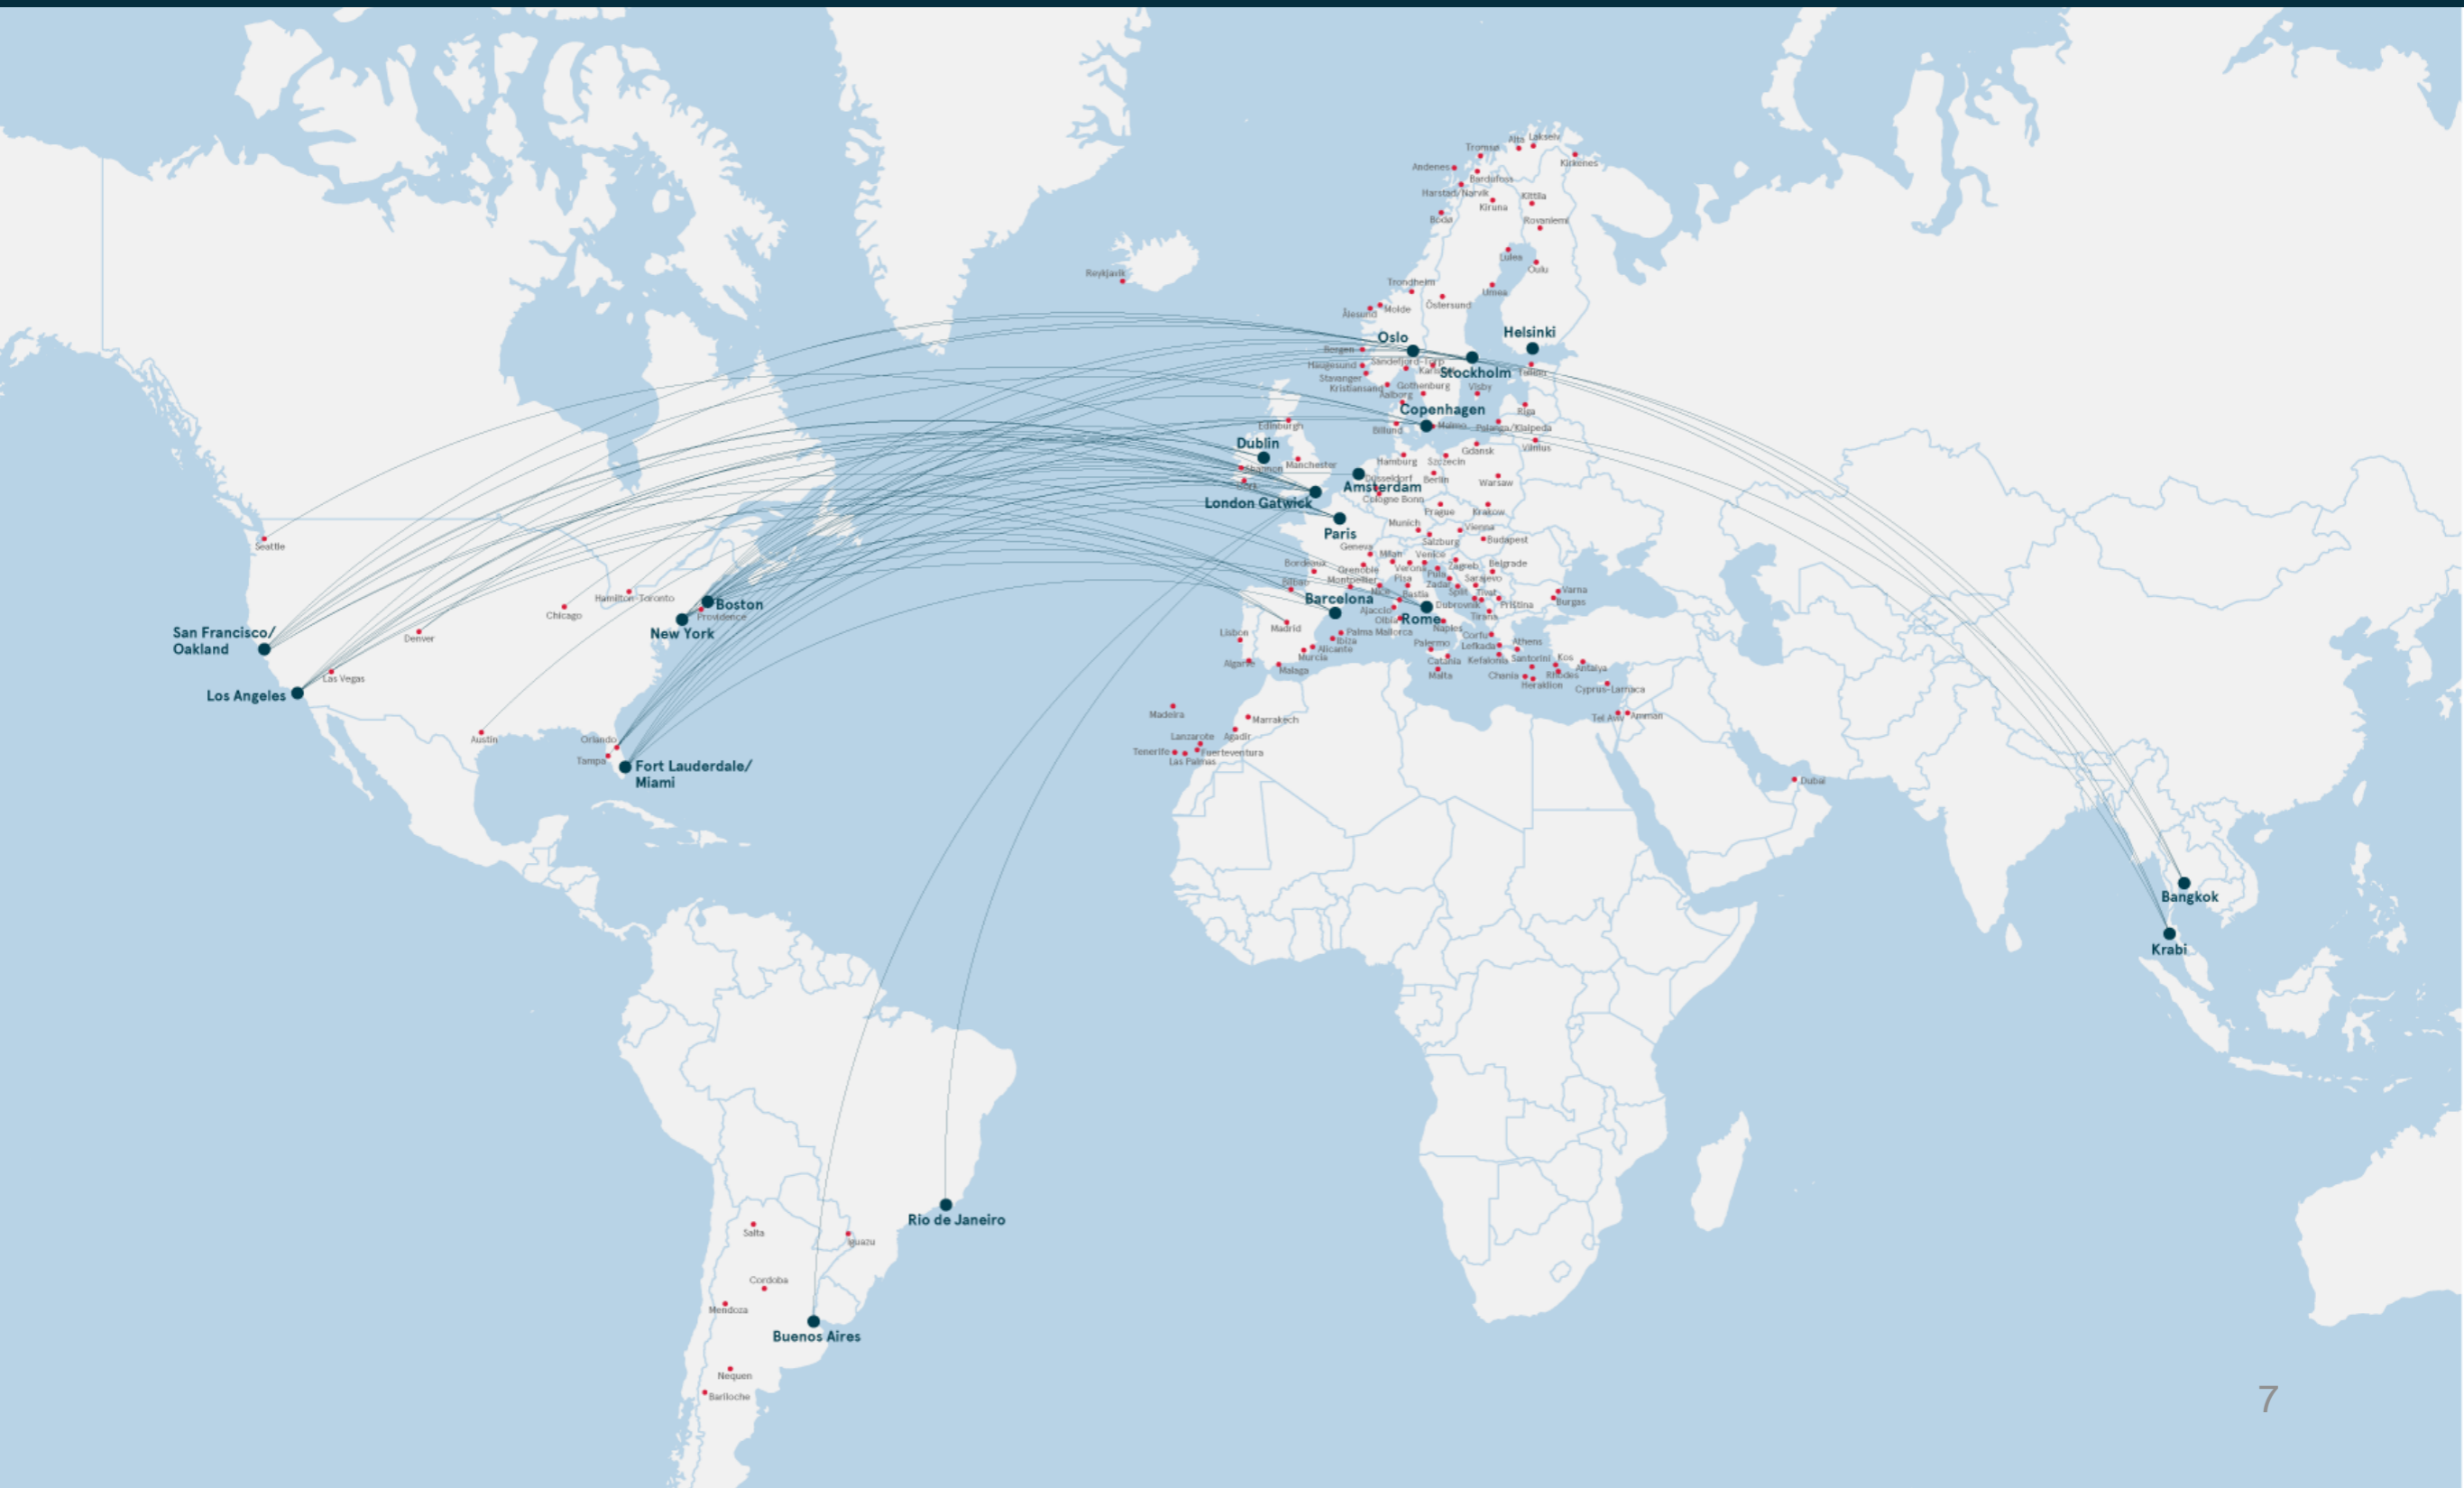 Alta
Lakselv
Tromsø
Kirkenes
Andenes
Bardufoss
Harstad/Narvik
Kittila
Kiruna
Bodø
Rovaniemi
Lulea
Oulu
Reykjavik
Trondheim
Umea
Östersund
Molde
Ålesund
Helsinki
Oslo
Bergen
Sandefjord-Torp
Haugesund
Stockholm
Stavanger
Kristiansand
Gothenburg
Visby
Aalborg
Copenhagen
Riga
Edinburgh
Billund
Malmo
Palanga/Klaipeda
Dublin
Vilnius
Gdansk
Shannon
Manchester
Hamburg
Szczecin
Düsseldorf
Berlin
Warsaw
Amsterdam
Cologne Bonn
London Gatwick
Prague
Krakow
Paris
Munich
Vienna
Salzburg
Budapest
Geneva
Milan
Venice
Bordeaux
Grenoble
Verona
Zagreb
Belgrade
Bilbao
Montpellier
Pisa
Pula
Zadar
Sarajevo
Nice
Bastia
Split
Tivat
Varna
Barcelona
Ajaccio
Dubrovnik
Pristina
Burgas
Olbia
Rome
Tirana
Madrid
Lisbon
Palma Mallorca
Naples
Ibiza
Corfu
Palermo
Lefkada
Athens
Alicante
Murcia
Algarve
Malaga
Catania
Kefalonia
Santorini
Kos
Malta
Chania
Rhodes
Antalya
Heraklion
Cyprus-Larnaca
Seattle
Hamilton-Toronto
Chicago
Boston
Providence
New York
Denver
San Francisco/
Oakland
Las Vegas
Los Angeles
Austin
Orlando
Tampa
Fort Lauderdale/
Miami
Madeira
Marrakech
Lanzarote
Agadir
Tenerife
Fuerteventura
Las Palmas
Tel Aviv
Amman
Dubai
Bangkok
Krabi
Rio de Janeiro
Salta
Iguazu
Cordoba
Mendoza
Buenos Aires
Nequen
Bariloche
7